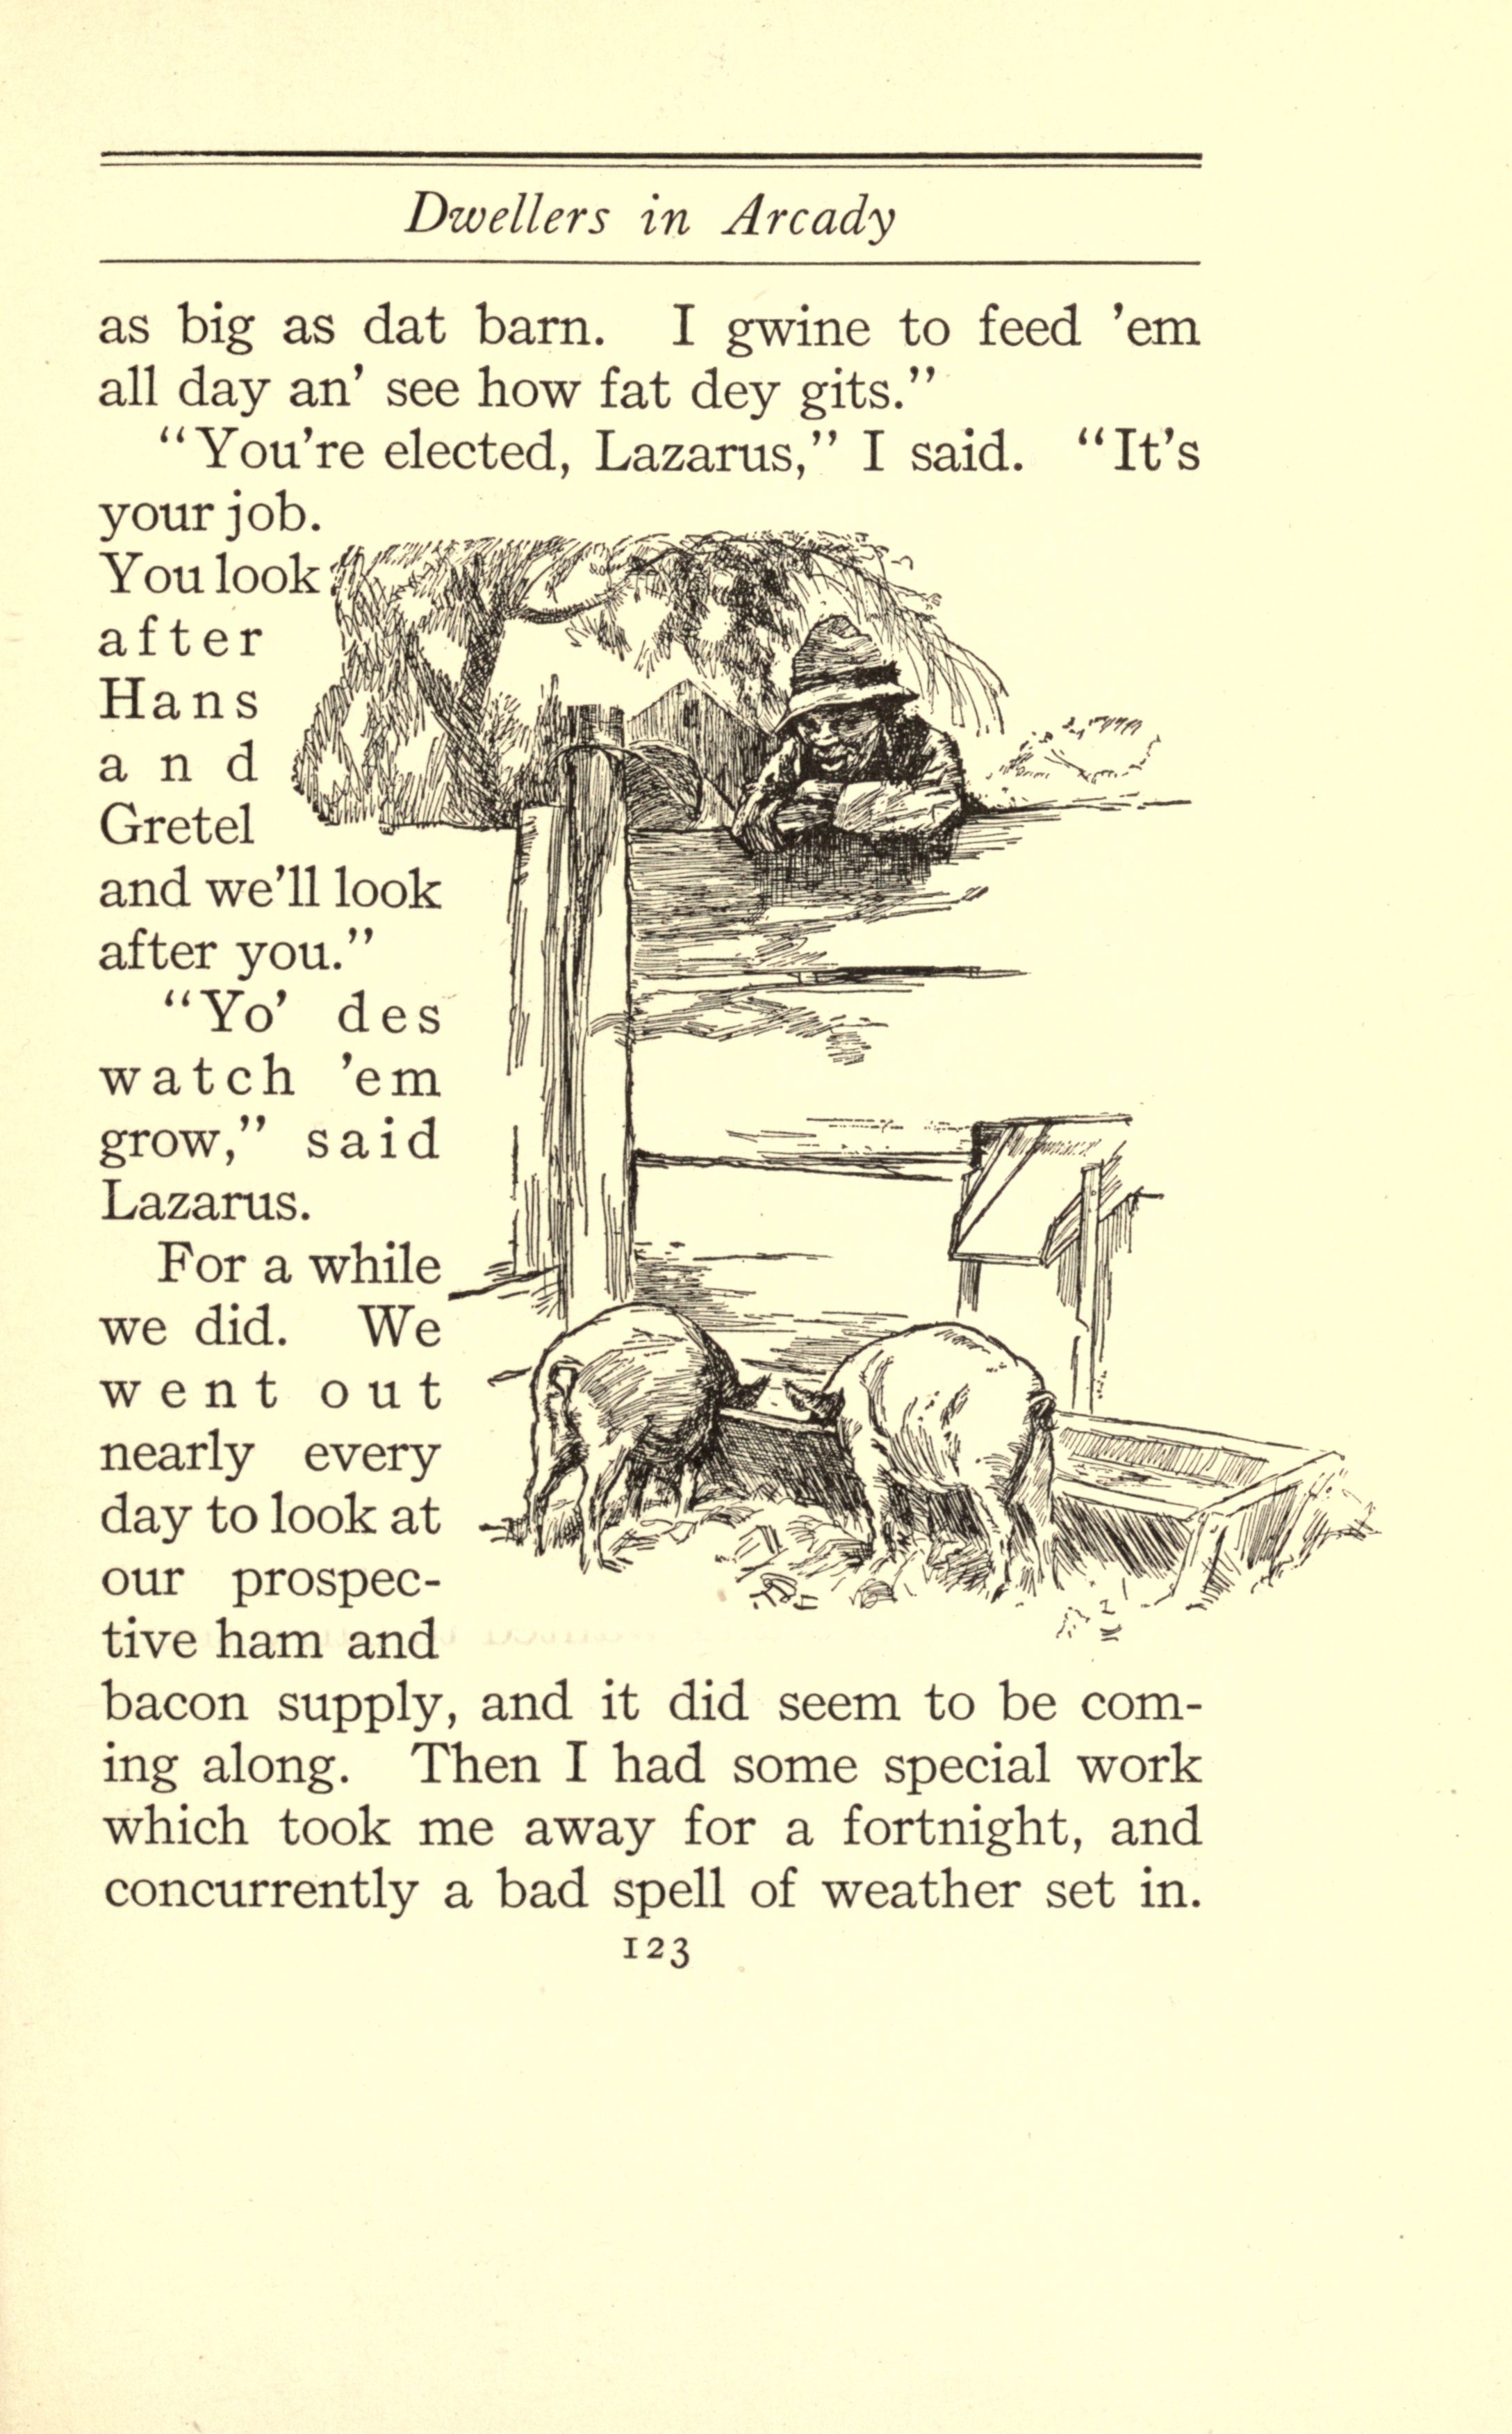 Dwellers in Arcady
as big as dat barn. I gwine to feed ’em
all day an’ see how fat dey gits.”
“You’re elected, Lazarus,” I said. “It’s
your job.
You look
after
Hans
and
Gretel
and we’ll look
after you.”
“Yo’ des
watch ’em
grow,” said
Lazarus.
For a while
we did. We
went out
nearly every
day to look at
our prospec-
tive ham and
bacon supply, and it did seem to be com-
ing along. Then I had some special work
which took me away for a fortnight, and
concurrently a bad spell of weather set in.
123